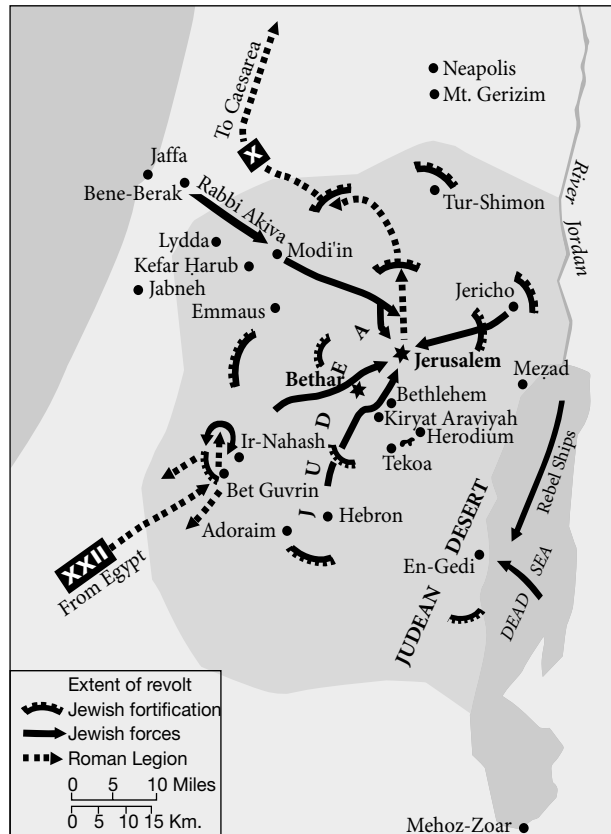 Neapolis
Mt. Gerizim
To Caesarea
X
Jaffa
Bene-Berak
Rabbi Akiva
River Jordan
Tur-Shimon
Lydda
Modi'in
Kefar Ḥarub
Jabneh
Emmaus
Jericho
Jerusalem
Bethar
JUDEA
Meẓad
Bethlehem
Kiryat Araviyah
Herodium
Tekoa
Ir-Nahash
Bet Guvrin
Rebel Ships
Adoraim
Hebron
XXII
From Egypt
En-Gedi
JUDEAN DESERT
DEAD SEA
Extent of revolt
Jewish fortification
Jewish forces
Roman Legion
0 5 10 Miles
0 5 10 15 Km.
Mehoz-Zoar